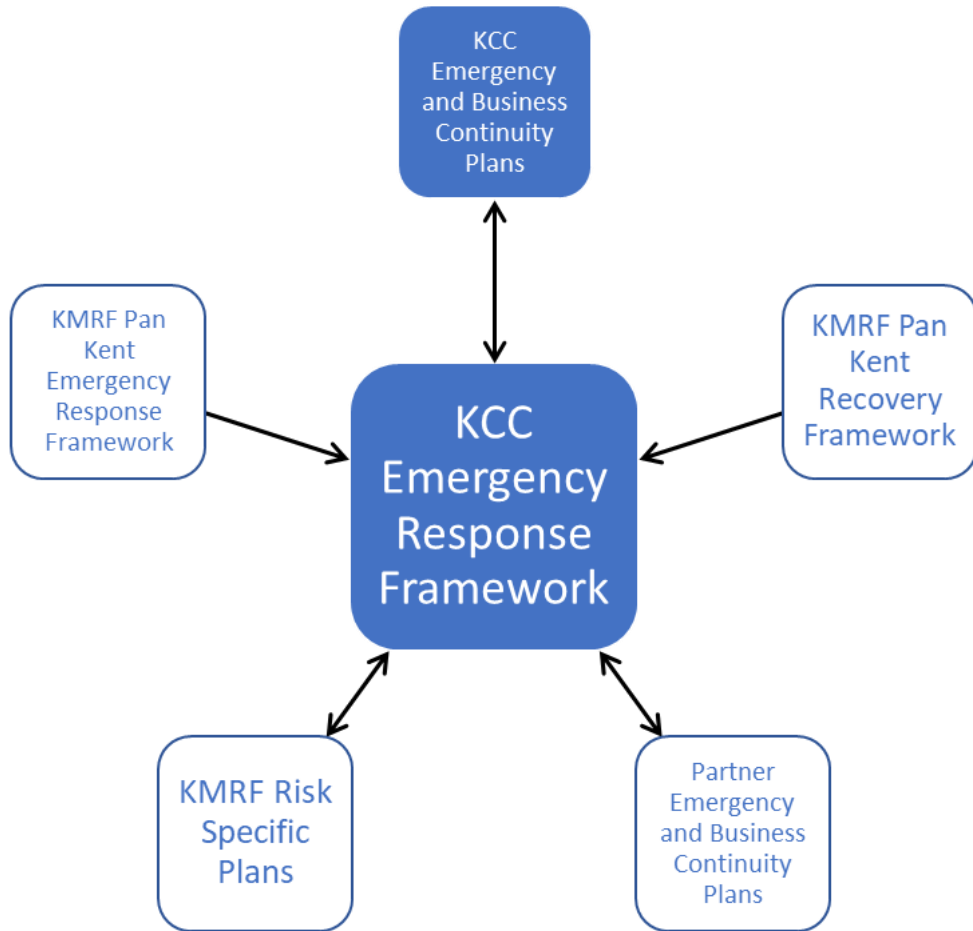 KCC
Emergency
and Business
Continuity
Plans
KMRF Pan
Kent
Emergency
Response
Framework
KMRF Pan
Kent
Recovery
Framework
KCC
Emergency
Response
Framework
KMRF Risk
Specific
Plans
Partner
Emergency
and Business
Continuity
Plans